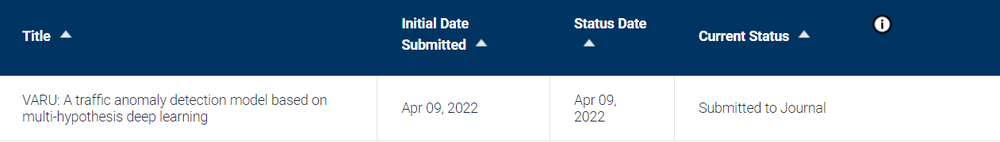 Title
Initial Date
Submitted
Status Date
Current Status
VARU: A traffic anomaly detection model based on
multi-hypothesis deep learning
Apr 09, 2022
Apr 09,
2022
Submitted to Journal